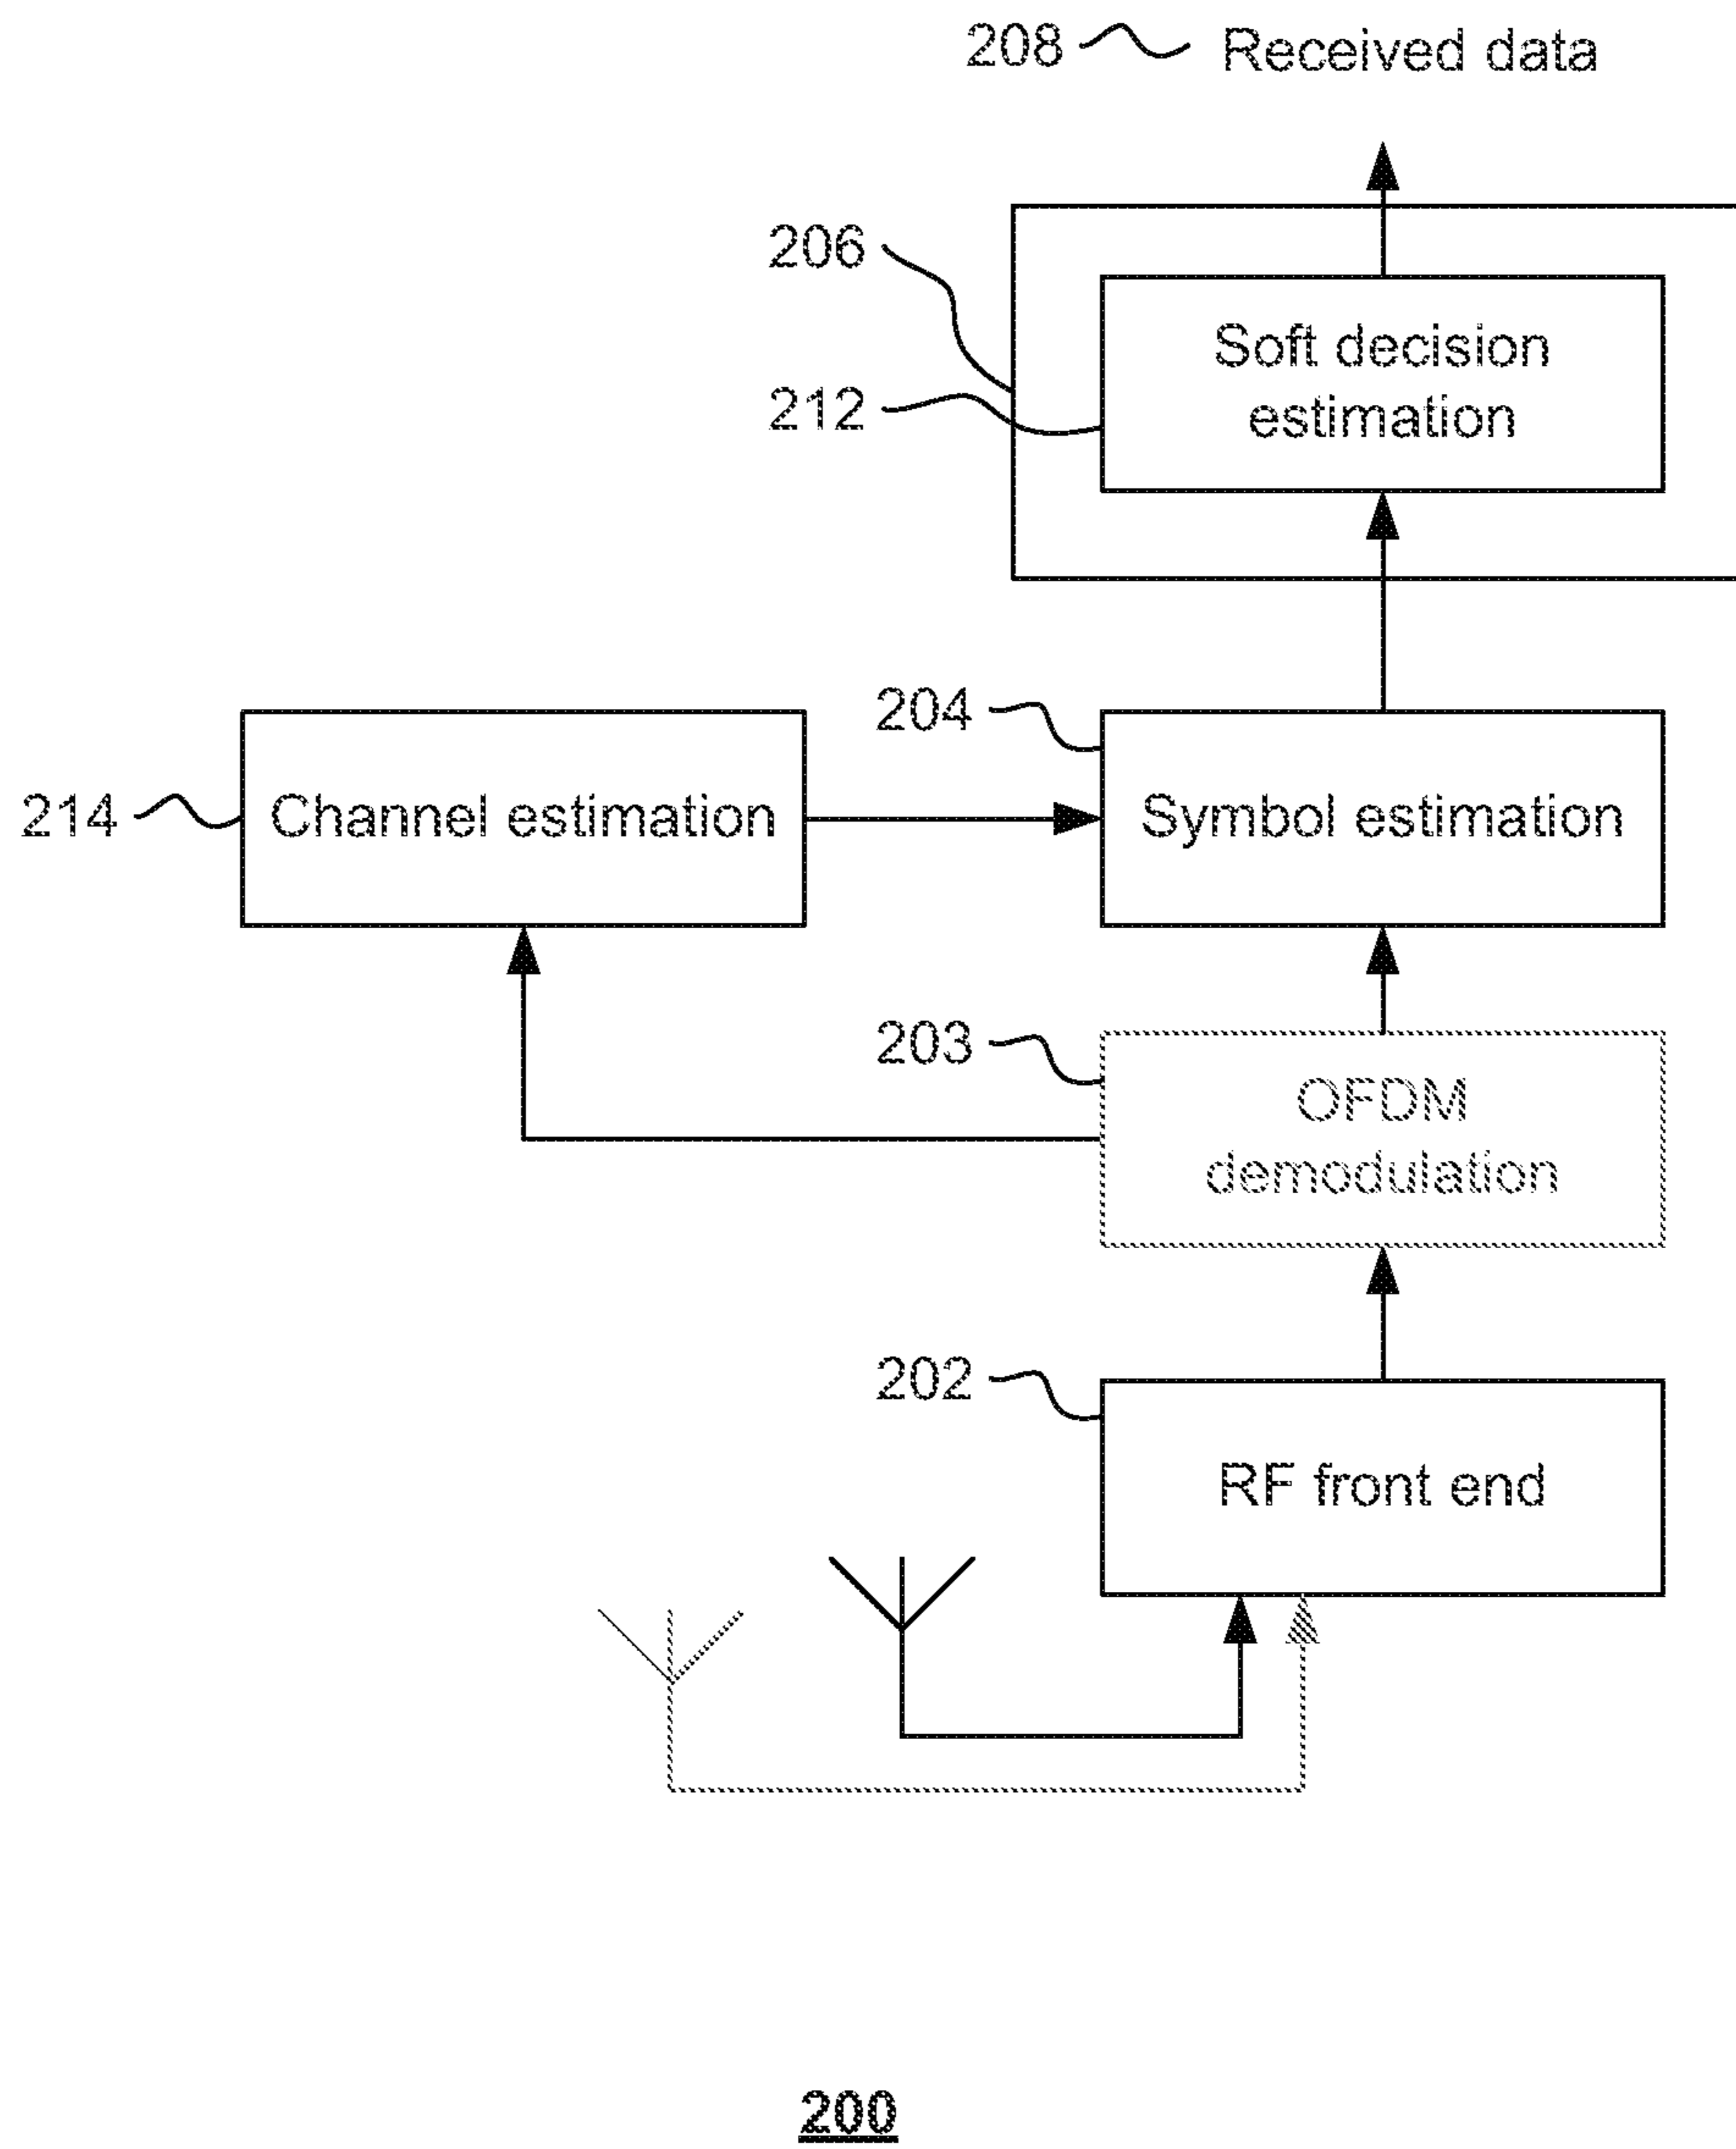 208 Received data
206
Soft decision
estimation
212
204
214 Channel estimation
Symbol estimation
203
OFDM
demodulation
202
RF front end
200